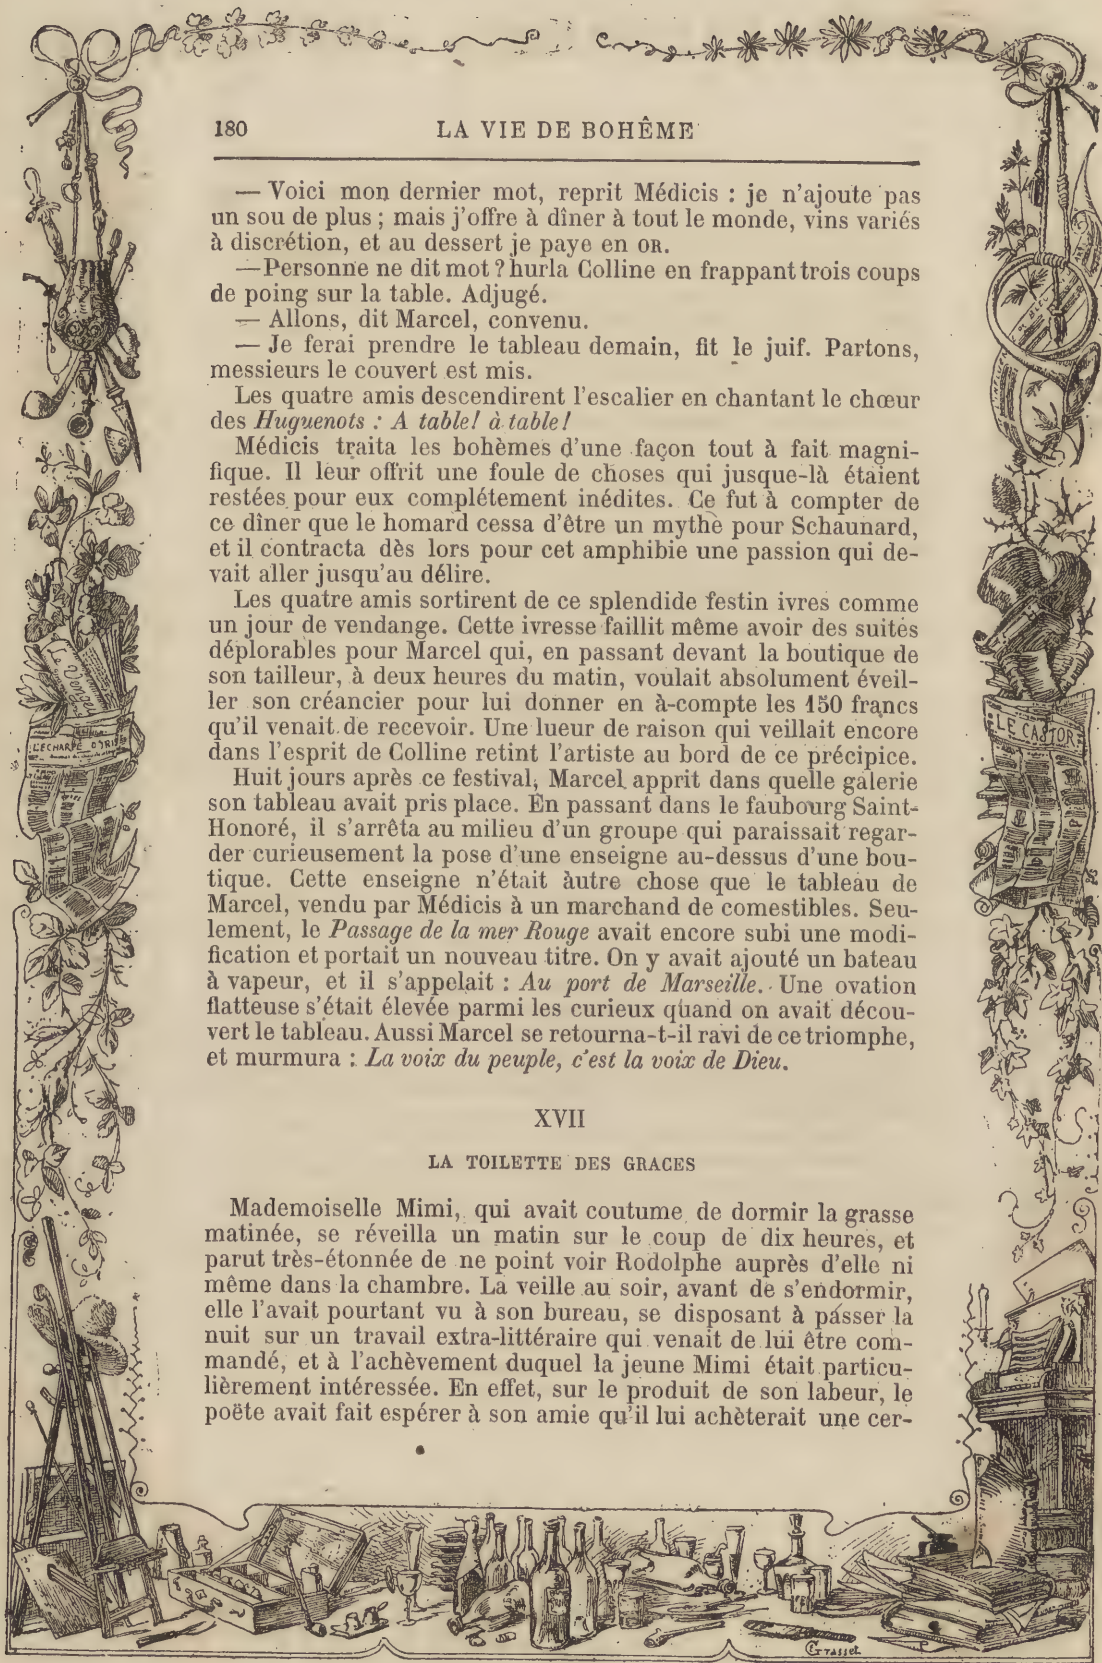 180 LA VIE DE BOHÊME
— Voici mon dernier mot, reprit Médicis : je n'ajoute pas
un sou de plus ; mais j'offre à dîner à tout le monde, vins variés
à discrétion, et au dessert je paye en OR.
—Personne ne dit mot ? hurla Colline en frappant trois coups
de poing sur la table. Adjugé.
— Allons, dit Marcel, convenu.
— Je ferai prendre le tableau demain, fit le juif. Partons,
messieurs le couvert est mis.
Les quatre amis descendirent l'escalier en chantant le chœur
des Huguenots : A table! à table!
Médicis traita les bohèmes d'une façon tout à fait magni-
fique. Il leur offrit une foule de choses qui jusque-là étaient
restées pour eux complétement inédites. Ce fut à compter de
ce dîner que le homard cessa d'être un mythe pour Schaunard,
et il contracta dès lors pour cet amphibie une passion qui de-
vait aller jusqu'au délire.
Les quatre amis sortirent de ce splendide festin ivres comme
un jour de vendange. Cette ivresse faillit même avoir des suites
déplorables pour Marcel qui, en passant devant la boutique de
son tailleur, à deux heures du matin, voulait absolument éveil-
ler son créancier pour lui donner en à-compte les 150 francs
qu'il venait de recevoir. Une lueur de raison qui veillait encore
dans l'esprit de Colline retint l'artiste au bord de ce précipice.
Huit jours après ce festival, Marcel apprit dans quelle galerie
son tableau avait pris place. En passant dans le faubourg Saint-
Honoré, il s'arrêta au milieu d'un groupe qui paraissait regar-
der curieusement la pose d'une enseigne au-dessus d'une bou-
tique. Cette enseigne n'était autre chose que le tableau de
Marcel, vendu par Médicis à un marchand de comestibles. Seu-
lement, le Passage de la mer Rouge avait encore subi une modi-
fication et portait un nouveau titre. On y avait ajouté un bateau
à vapeur, et il s'appelait : Au port de Marseille. Une ovation
flatteuse s'était élevée parmi les curieux quand on avait décou-
vert le tableau. Aussi Marcel se retourna-t-il ravi de ce triomphe,
et murmura : La voix du peuple, c'est la voix de Dieu.
XVII
LA TOILETTE DES GRACES
Mademoiselle Mimi, qui avait coutume de dormir la grasse
matinée, se réveilla un matin sur le coup de dix heures, et
parut très-étonnée de ne point voir Rodolphe auprès d'elle ni
même dans la chambre. La veille au soir, avant de s'endormir,
elle l'avait pourtant vu à son bureau, se disposant à passer la
nuit sur un travail extra-littéraire qui venait de lui être com-
mandé, et à l'achèvement duquel la jeune Mimi était particu-
lièrement intéressée. En effet, sur le produit de son labeur, le
poëte avait fait espérer à son amie qu'il lui achèterait une cer-
Le Vengeur
L'ÉCHARPE D'IRIS
LE CASTOR
Grasset